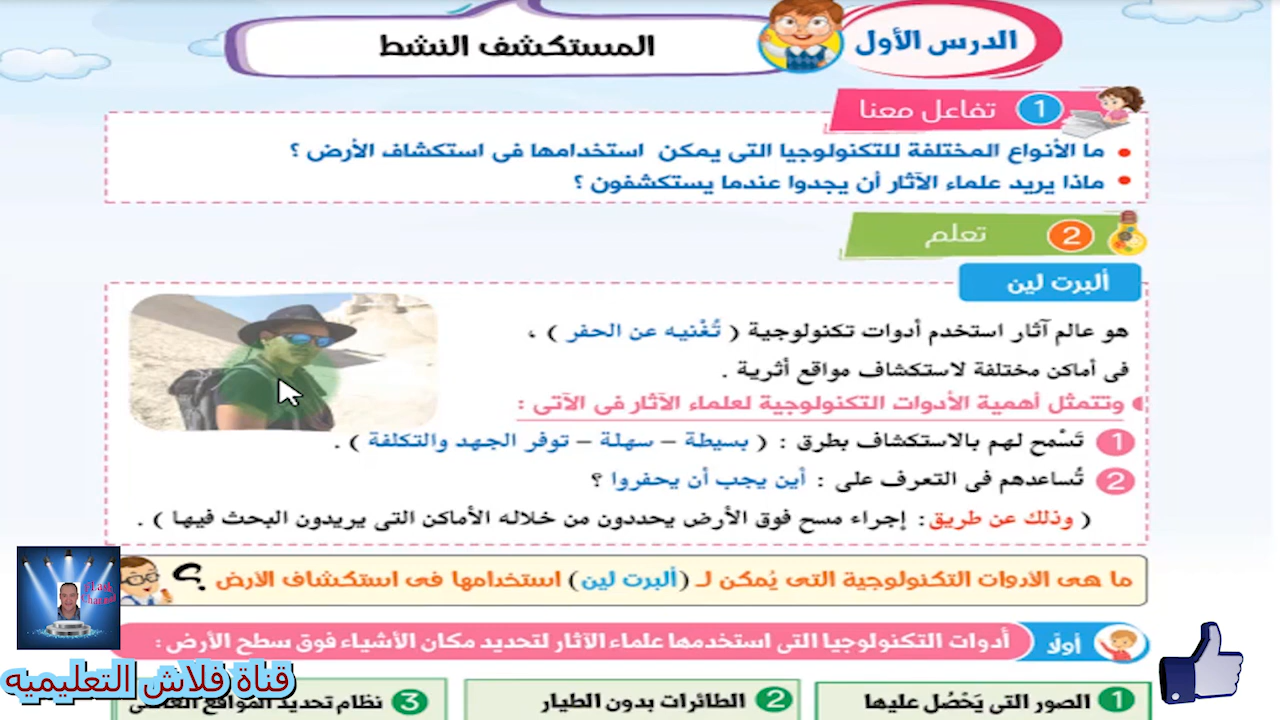 الدرس الأول
المستكشف النشط
1 تفاعل معنا
• ما الأنواع المختلفة للتكنولوجيا التى يمكن استخدامها فى استكشاف الأرض ؟
• ماذا يريد علماء الآثار أن يجدوا عندما يستكشفون ؟
2 تعلم
ألبرت لين
هو عالم آثار استخدم أدوات تكنولوجية ( تُغْنيه عن الحفر ) ،
فى أماكن مختلفة لاستكشاف مواقع أثرية .
وتتمثل أهمية الأدوات التكنولوجية لعلماء الآثار فى الآتى :
1 تَسْمح لهم بالاستكشاف بطرق : ( بسيطة – سهلة – توفر الجهد والتكلفة ) .
2 تُساعدهم فى التعرف على : أين يجب أن يحفروا ؟
( وذلك عن طريق : إجراء مسح فوق الأرض يحددون من خلاله الأماكن التى يريدون البحث فيها ) .
ما هى الادوات التكنولوجية التى يُمكن لـ (ألبرت لين) استخدامها فى استكشاف الارض ؟
أولًا أدوات التكنولوجيا التى استخدمها علماء الآثار لتحديد مكان الأشياء فوق سطح الأرض :
1 الصور التى يَحْصُل عليها
2 الطائرات بدون الطيار
3 نظام تحديد المواقع
Flash Channel
قناة فلاش التعليميه